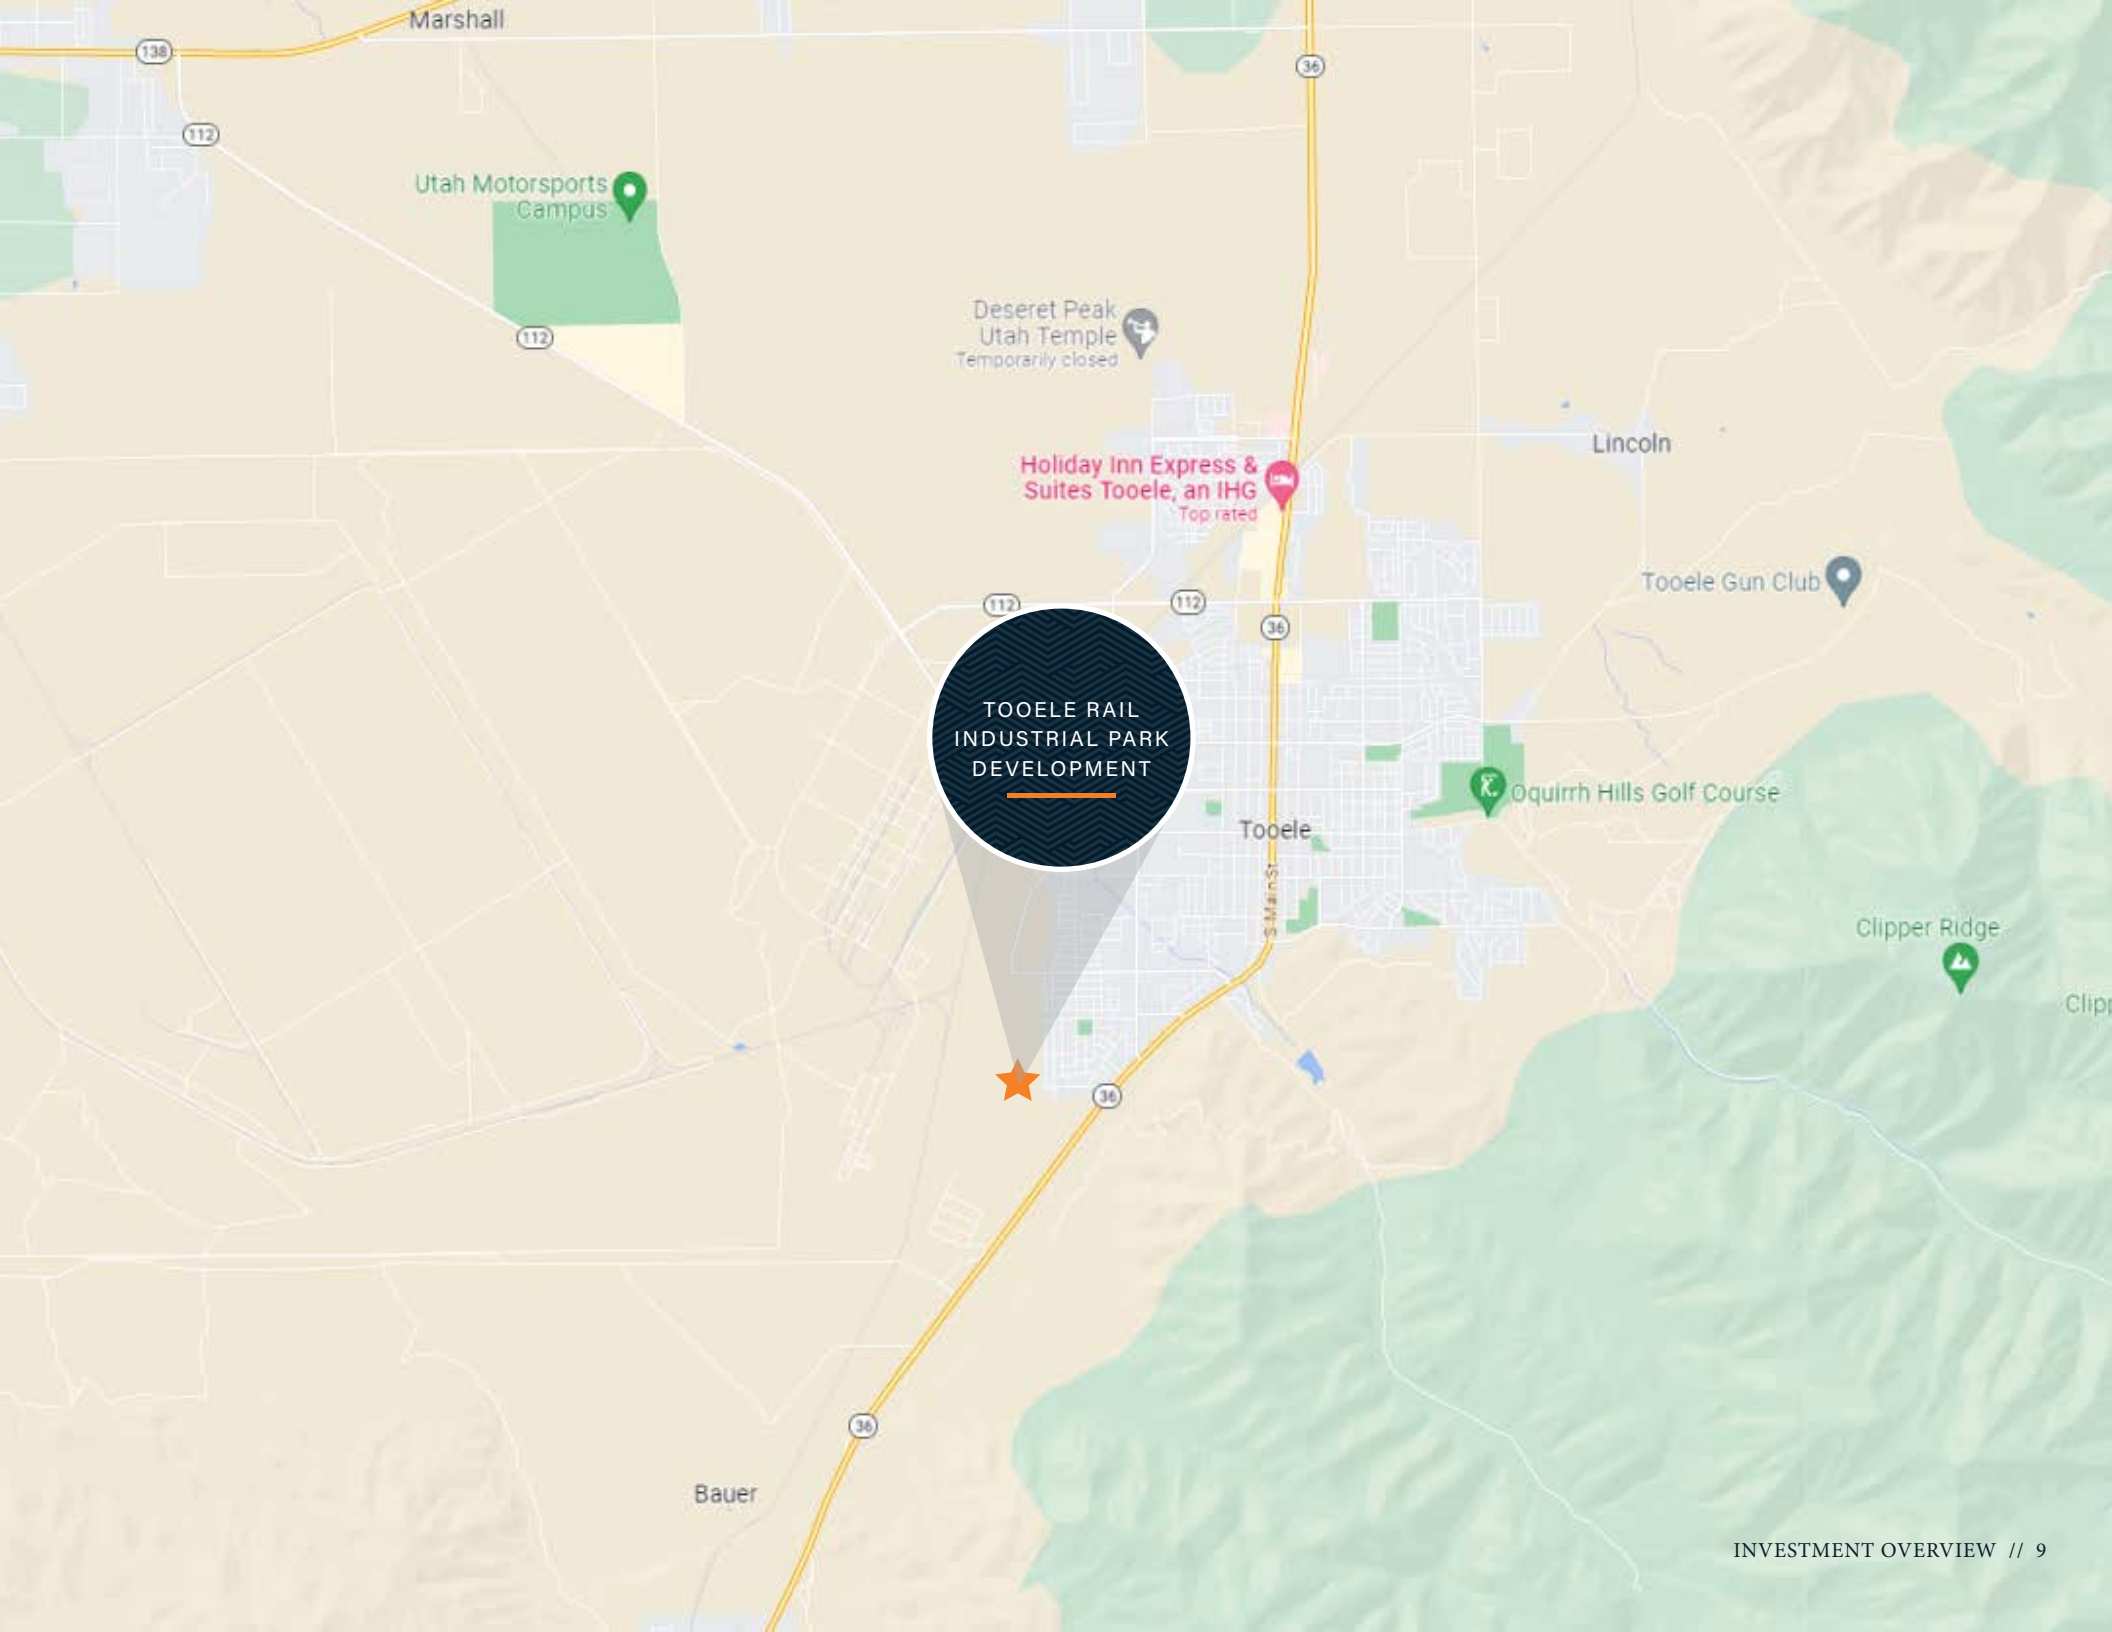 Marshall
138
36
112
Utah Motorsports
Campus
Deseret Peak
Utah Temple
Temporarily closed
112
Lincoln
Holiday Inn Express &
Suites Tooele, an IHG
Top rated
Tooele Gun Club
112
112
36
TOOELE RAIL
INDUSTRIAL PARK
DEVELOPMENT
Oquirrh Hills Golf Course
Tooele
S Main St
Clipper Ridge
Clipp
36
36
Bauer
INVESTMENT OVERVIEW // 9